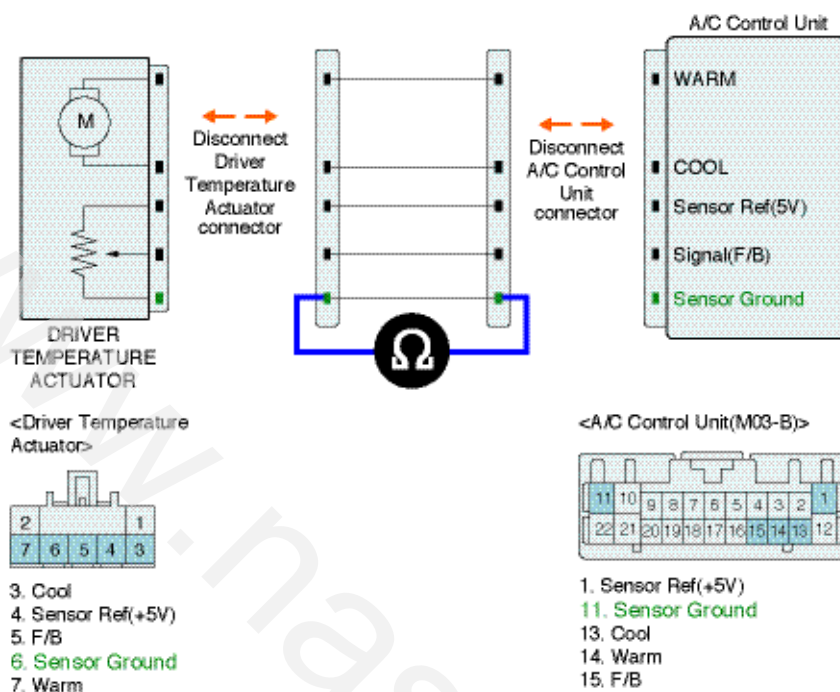 A/C Control Unit
WARM
M
Disconnect
Driver
Temperature
Actuator
connector
Disconnect
A/C Control
Unit
connector
COOL
Sensor Ref(5V)
Signal(F/B)
Sensor Ground
Ω
DRIVER
TEMPERATURE
ACTUATOR
<Driver Temperature
Actuator>
2 1
7 6 5 4 3
3. Cool
4. Sensor Ref(+5V)
5. F/B
6. Sensor Ground
7. Warm
<A/C Control Unit(M03-B)>
11 10 9 8 7 6 5 4 3 2 1
22 21 20 19 18 17 16 15 14 13 12
1. Sensor Ref(+5V)
11. Sensor Ground
13. Cool
14. Warm
15. F/B